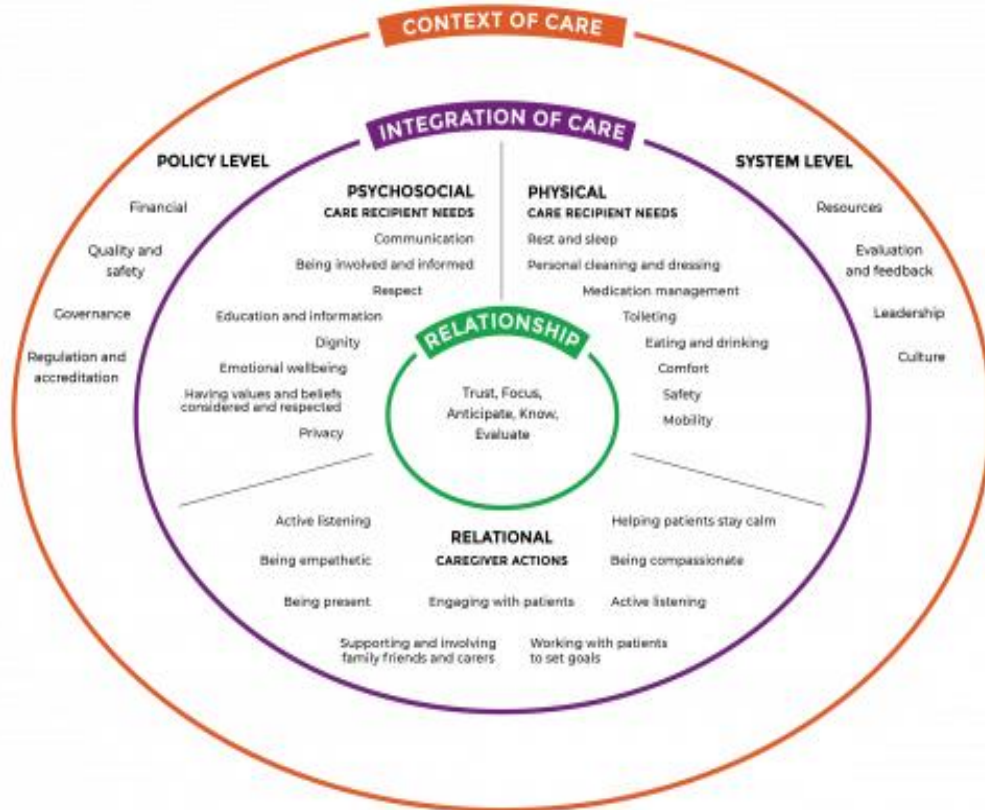 CONTEXT OF CARE
INTEGRATION OF CARE
POLICY LEVEL
Financial
Quality and
safety
Governance
Regulation and
accreditation
PSYCHOSOCIAL
CARE RECIPIENT NEEDS
Communication
Being involved and informed
Respect
Education and information
Dignity
Emotional wellbeing
Having values and beliefs
considered and respected
Privacy
PHYSICAL
CARE RECIPIENT NEEDS
Rest and sleep
Personal cleaning and dressing
Medication management
Toileting
Eating and drinking
Comfort
Safety
Mobility
SYSTEM LEVEL
Resources
Evaluation
and feedback
Leadership
Culture
RELATIONSHIP
Trust, Focus,
Anticipate, Know,
Evaluate
RELATIONAL
CAREGIVER ACTIONS
Active listening
Being empathetic
Being present
Engaging with patients
Supporting and involving
family friends and carers
Helping patients stay calm
Being compassionate
Active listening
Working with patients
to set goals